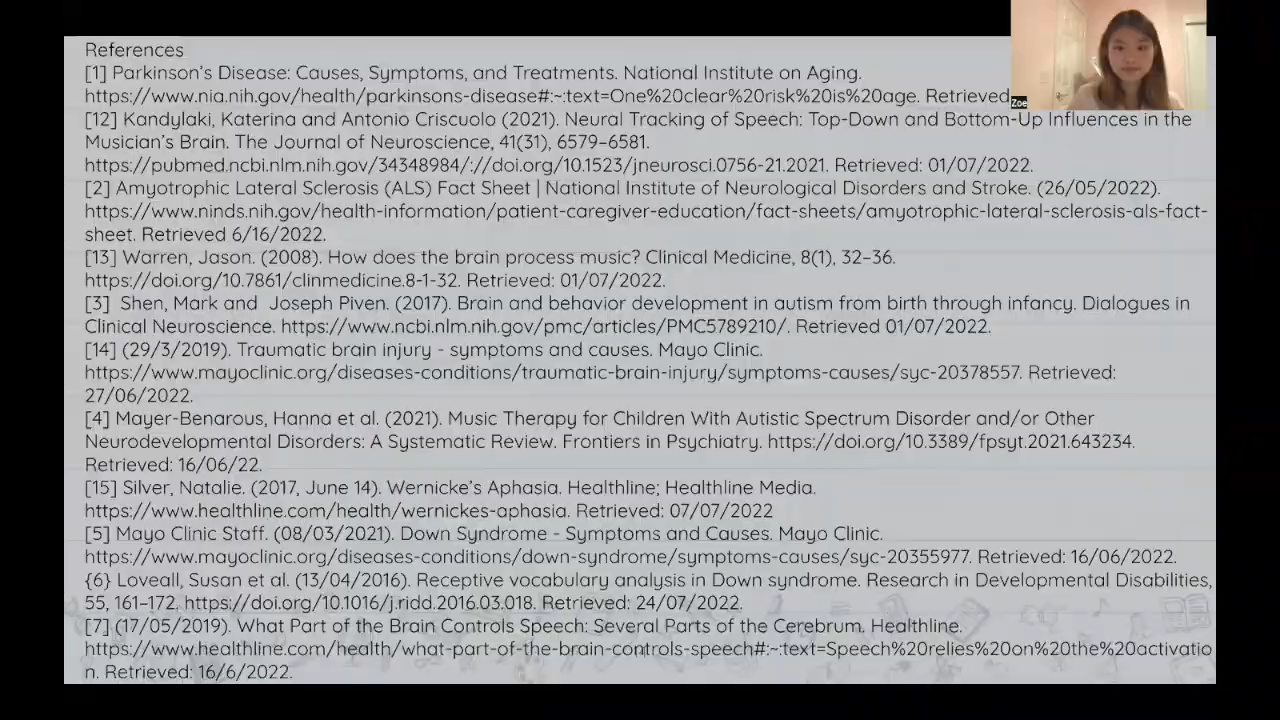 References
[1] Parkinson's Disease: Causes, Symptoms, and Treatments. National Institute on Aging.
https://www.nia.nih.gov/health/parkinsons-disease#:~:text=One%20clear%20risk%20is%20age. Retrieved
Zoe
[12] Kandylaki, Katerina and Antonio Criscuolo (2021). Neural Tracking of Speech: Top-Down and Bottom-Up Influences in the
Musician's Brain. The Journal of Neuroscience, 41(31), 6579–6581.
https://pubmed.ncbi.nlm.nih.gov/34348984/://doi.org/10.1523/jneurosci.0756-21.2021. Retrieved: 01/07/2022.
[2] Amyotrophic Lateral Sclerosis (ALS) Fact Sheet | National Institute of Neurological Disorders and Stroke. (26/05/2022).
https://www.ninds.nih.gov/health-information/patient-caregiver-education/fact-sheets/amyotrophic-lateral-sclerosis-als-fact-
sheet. Retrieved 6/16/2022.
[13] Warren, Jason. (2008). How does the brain process music? Clinical Medicine, 8(1), 32–36.
https://doi.org/10.7861/clinmedicine.8-1-32. Retrieved: 01/07/2022.
[3] Shen, Mark and Joseph Piven. (2017). Brain and behavior development in autism from birth through infancy. Dialogues in
Clinical Neuroscience. https://www.ncbi.nlm.nih.gov/pmc/articles/PMC5789210/. Retrieved 01/07/2022.
[14] (29/3/2019). Traumatic brain injury - symptoms and causes. Mayo Clinic.
https://www.mayoclinic.org/diseases-conditions/traumatic-brain-injury/symptoms-causes/syc-20378557. Retrieved:
27/06/2022.
[4] Mayer-Benarous, Hanna et al. (2021). Music Therapy for Children With Autistic Spectrum Disorder and/or Other
Neurodevelopmental Disorders: A Systematic Review. Frontiers in Psychiatry. https://doi.org/10.3389/fpsyt.2021.643234.
Retrieved: 16/06/22.
[15] Silver, Natalie. (2017, June 14). Wernicke's Aphasia. Healthline; Healthline Media.
https://www.healthline.com/health/wernickes-aphasia. Retrieved: 07/07/2022
[5] Mayo Clinic Staff. (08/03/2021). Down Syndrome - Symptoms and Causes. Mayo Clinic.
https://www.mayoclinic.org/diseases-conditions/down-syndrome/symptoms-causes/syc-20355977. Retrieved: 16/06/2022.
{6} Loveall, Susan et al. (13/04/2016). Receptive vocabulary analysis in Down syndrome. Research in Developmental Disabilities,
55, 161–172. https://doi.org/10.1016/j.ridd.2016.03.018. Retrieved: 24/07/2022.
[7] (17/05/2019). What Part of the Brain Controls Speech: Several Parts of the Cerebrum. Healthline.
https://www.healthline.com/health/what-part-of-the-brain-controls-speech#:~:text=Speech%20relies%20on%20the%20activatio
n. Retrieved: 16/6/2022.